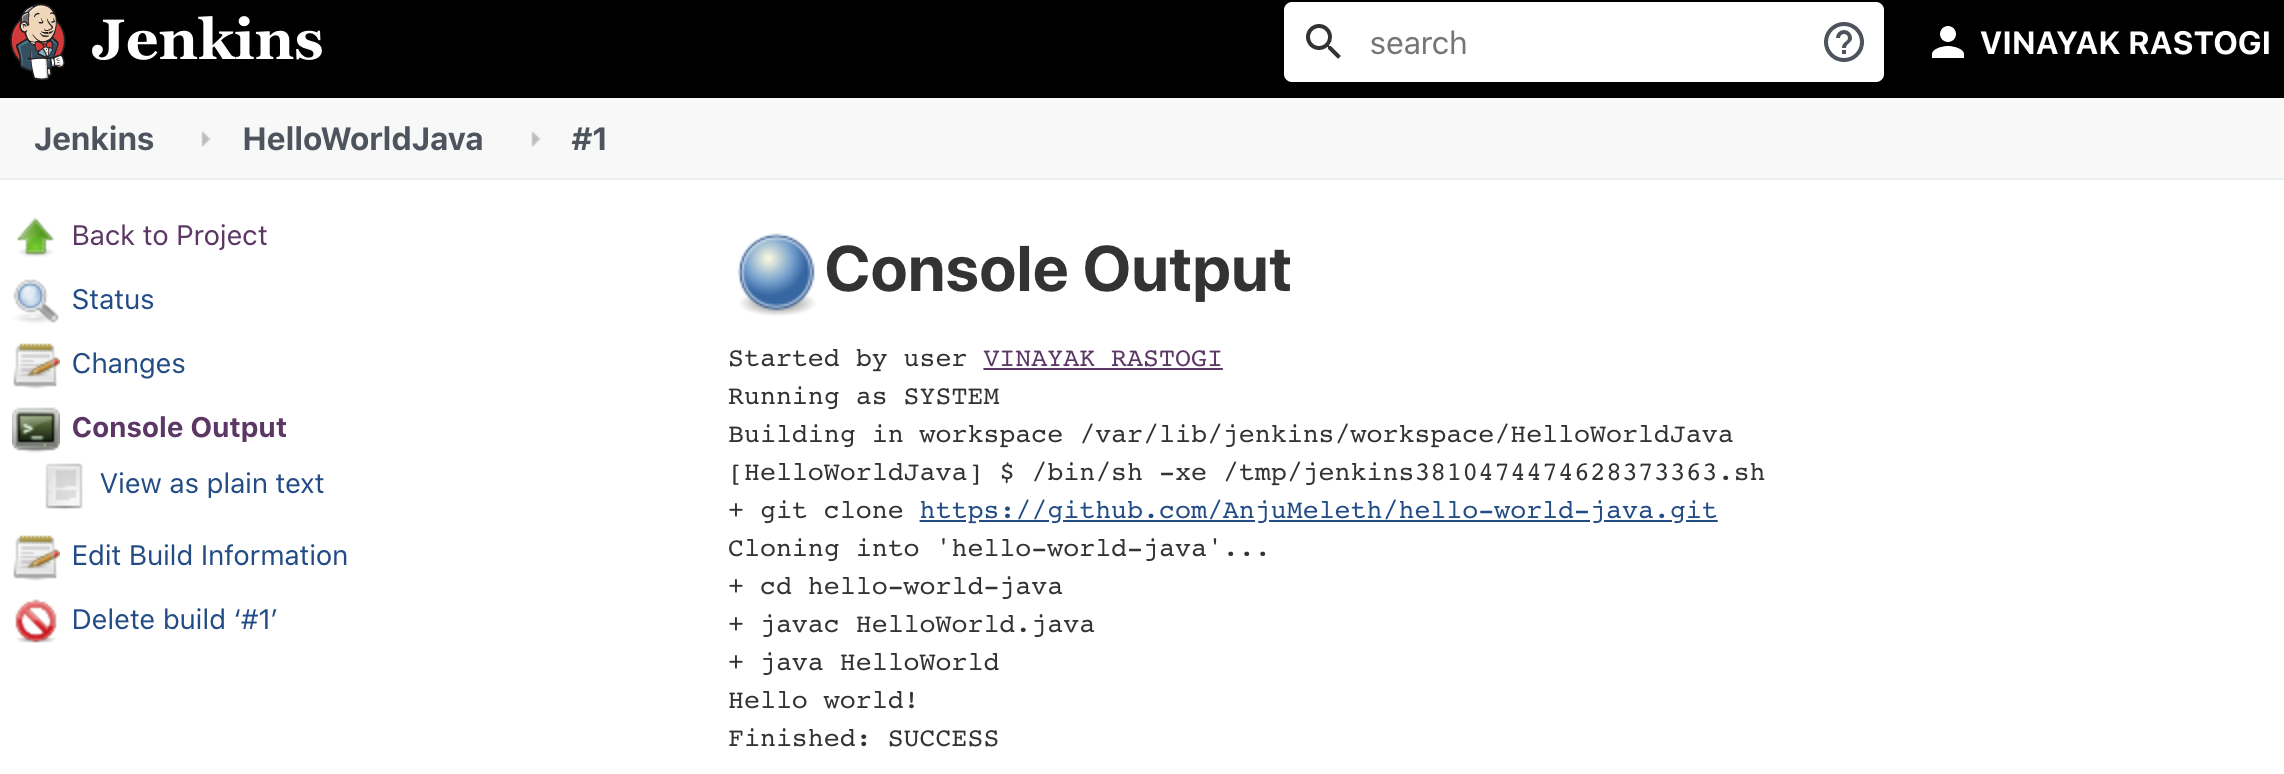 Jenkins
search
VINAYAK RASTOGI
Jenkins HelloWorldJava #1
Back to Project
Status
Changes
Console Output
View as plain text
Edit Build Information
Delete build ‘#1’
Console Output
Started by user VINAYAK RASTOGI
Running as SYSTEM
Building in workspace /var/lib/jenkins/workspace/HelloWorldJava
[HelloWorldJava] $ /bin/sh -xe /tmp/jenkins3810474474628373363.sh
+ git clone https://github.com/AnjuMeleth/hello-world-java.git
Cloning into 'hello-world-java'...
+ cd hello-world-java
+ javac HelloWorld.java
+ java HelloWorld
Hello world!
Finished: SUCCESS